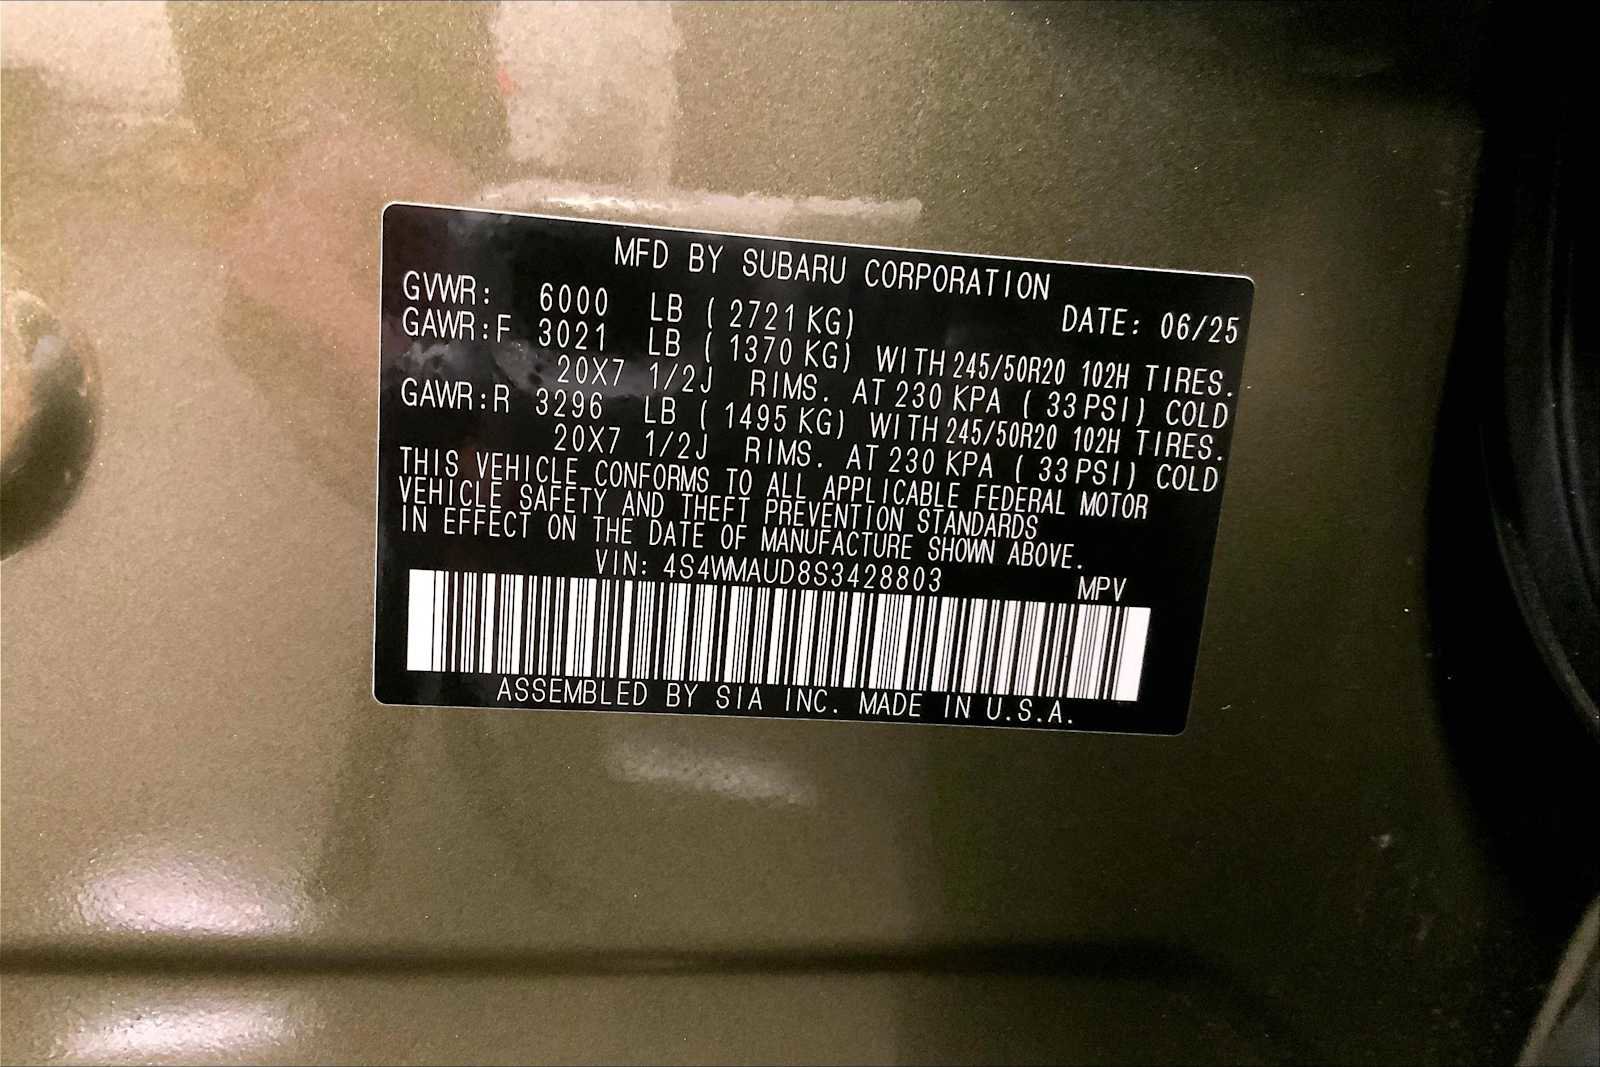 MFD BY SUBARU CORPORATION
GVWR: 6000 LB ( 2721 KG) DATE: 06/25
GAWR:F 3021 LB ( 1370 KG) WITH 245/50R20 102H TIRES.
20X7 1/2J RIMS. AT 230 KPA ( 33 PSI) COLD
GAWR:R 3296 LB ( 1495 KG) WITH 245/50R20 102H TIRES.
20X7 1/2J RIMS. AT 230 KPA ( 33 PSI) COLD
THIS VEHICLE CONFORMS TO ALL APPLICABLE FEDERAL MOTOR
VEHICLE SAFETY AND THEFT PREVENTION STANDARDS
IN EFFECT ON THE DATE OF MANUFACTURE SHOWN ABOVE.
VIN: 4S4WMAUD8S3428803 MPV
ASSEMBLED BY SIA INC. MADE IN U.S.A.